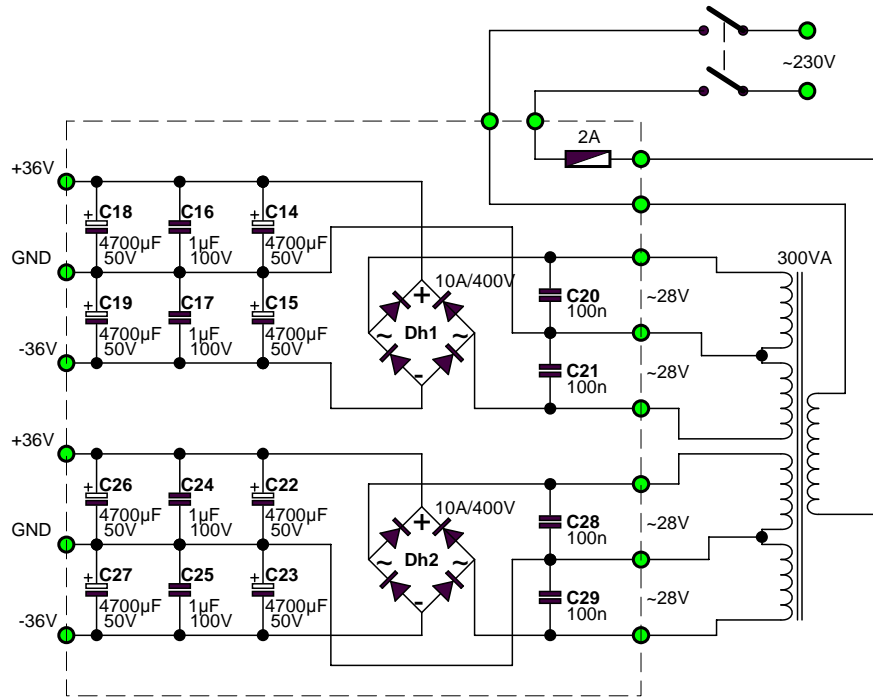 ~230V
2A
+36V
C18
4700µF
50V
C16
1µF
100V
C14
4700µF
50V
GND
300VA
10A/400V
C20
100n
~28V
C19
4700µF
50V
C17
1µF
100V
C15
4700µF
50V
+
~ Dh1 ~
-
C21
100n
~28V
-36V
+36V
C26
4700µF
50V
C24
1µF
100V
C22
4700µF
50V
10A/400V
C28
100n
~28V
GND
C27
4700µF
50V
C25
1µF
100V
C23
4700µF
50V
+
~ Dh2 ~
-
C29
100n
~28V
-36V